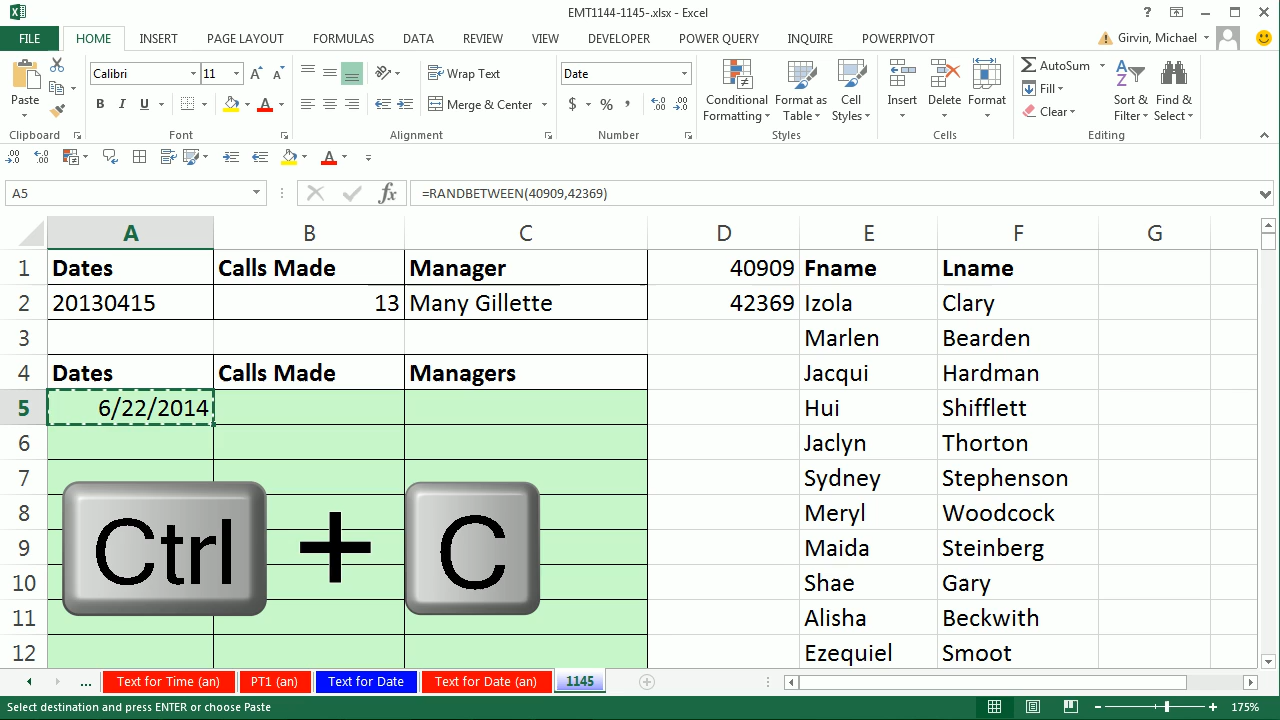 EMT1144-1145-.xlsx - Excel
FILE HOME INSERT PAGE LAYOUT FORMULAS DATA REVIEW VIEW DEVELOPER POWER QUERY INQUIRE POWERPIVOT Girvin, Michael
Paste
Calibri 11
B I U
Wrap Text
Merge & Center
Date
$ % ,
Conditional Formatting
Format as Table
Cell Styles
Insert Delete Format
AutoSum
Fill
Clear
Sort & Filter
Find & Select
Clipboard Font Alignment Number Styles Cells Editing
A5 fx =RANDBETWEEN(40909,42369)
A B C D E F G
1 Dates Calls Made Manager 40909 Fname Lname
2 20130415 13 Many Gillette 42369 Izola Clary
3 Marlen Bearden
4 Dates Calls Made Managers Jacqui Hardman
5 6/22/2014 Hui Shifflett
6 Jaclyn Thorton
7 Sydney Stephenson
8 Meryl Woodcock
9 Maida Steinberg
10 Shae Gary
11 Alisha Beckwith
12 Ezequiel Smoot
Ctrl + C
... Text for Time (an) PT1 (an) Text for Date Text for Date (an) 1145
Select destination and press ENTER or choose Paste 175%